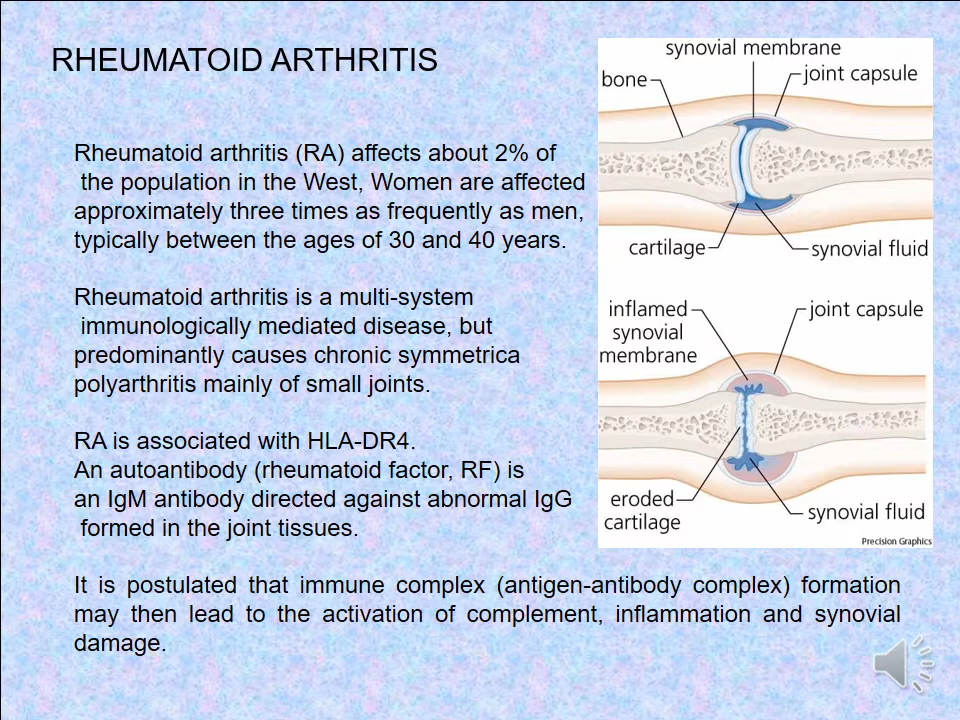 RHEUMATOID ARTHRITIS
Rheumatoid arthritis (RA) affects about 2% of
the population in the West, Women are affected
approximately three times as frequently as men,
typically between the ages of 30 and 40 years.
Rheumatoid arthritis is a multi-system
immunologically mediated disease, but
predominantly causes chronic symmetrica
polyarthritis mainly of small joints.
RA is associated with HLA-DR4.
An autoantibody (rheumatoid factor, RF) is
an IgM antibody directed against abnormal IgG
formed in the joint tissues.
It is postulated that immune complex (antigen-antibody complex) formation
may then lead to the activation of complement, inflammation and synovial
damage.
synovial membrane
bone
joint capsule
cartilage
synovial fluid
inflamed
synovial
membrane
joint capsule
eroded
cartilage
synovial fluid
Precision Graphics